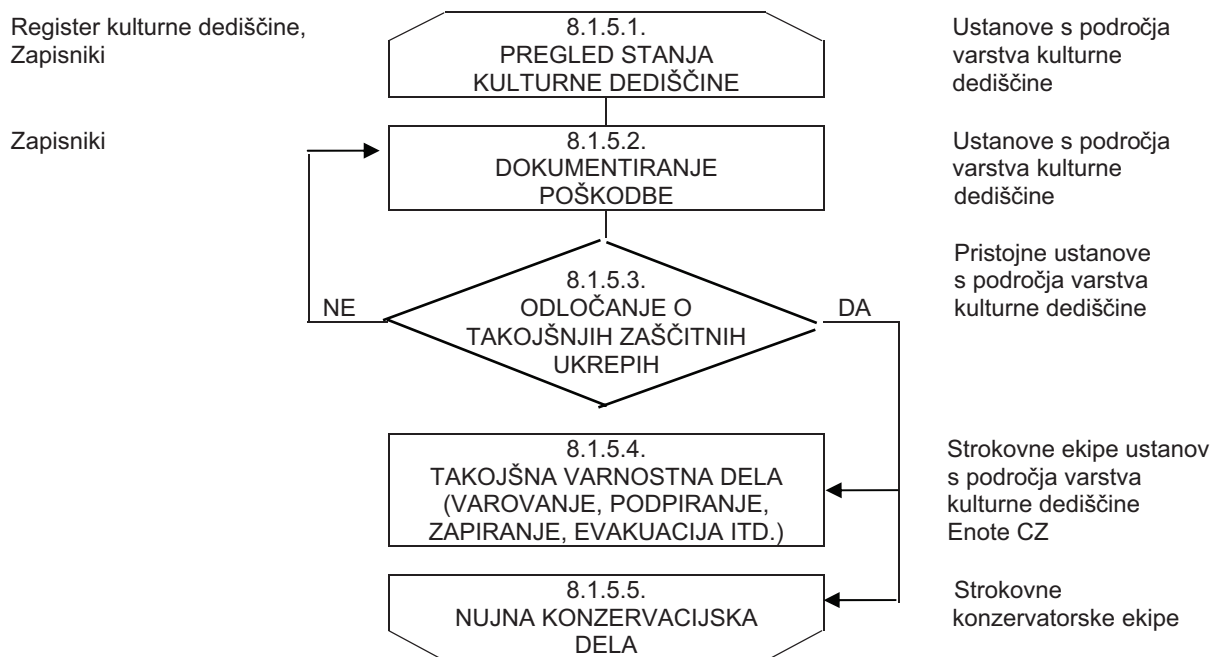 Register kulturne dediščine,
Zapisniki
8.1.5.1.
PREGLED STANJA
KULTURNE DEDIŠČINE
Ustanove s področja
varstva kulturne
dediščine
Zapisniki
8.1.5.2.
DOKUMENTIRANJE
POŠKODBE
Ustanove s področja
varstva kulturne
dediščine
Pristojne ustanove
s področja varstva
kulturne dediščine
8.1.5.3.
ODLOČANJE O
TAKOJŠNJIH ZAŠČITNIH
UKREPIH
NE
DA
8.1.5.4.
TAKOJŠNA VARNOSTNA DELA
(VAROVANJE, PODPIRANJE,
ZAPIRANJE, EVAKUACIJA ITD.)
Strokovne ekipe ustanov
s področja varstva
kulturne dediščine
Enote CZ
8.1.5.5.
NUJNA KONZERVACIJSKA
DELA
Strokovne
konzervatorske ekipe